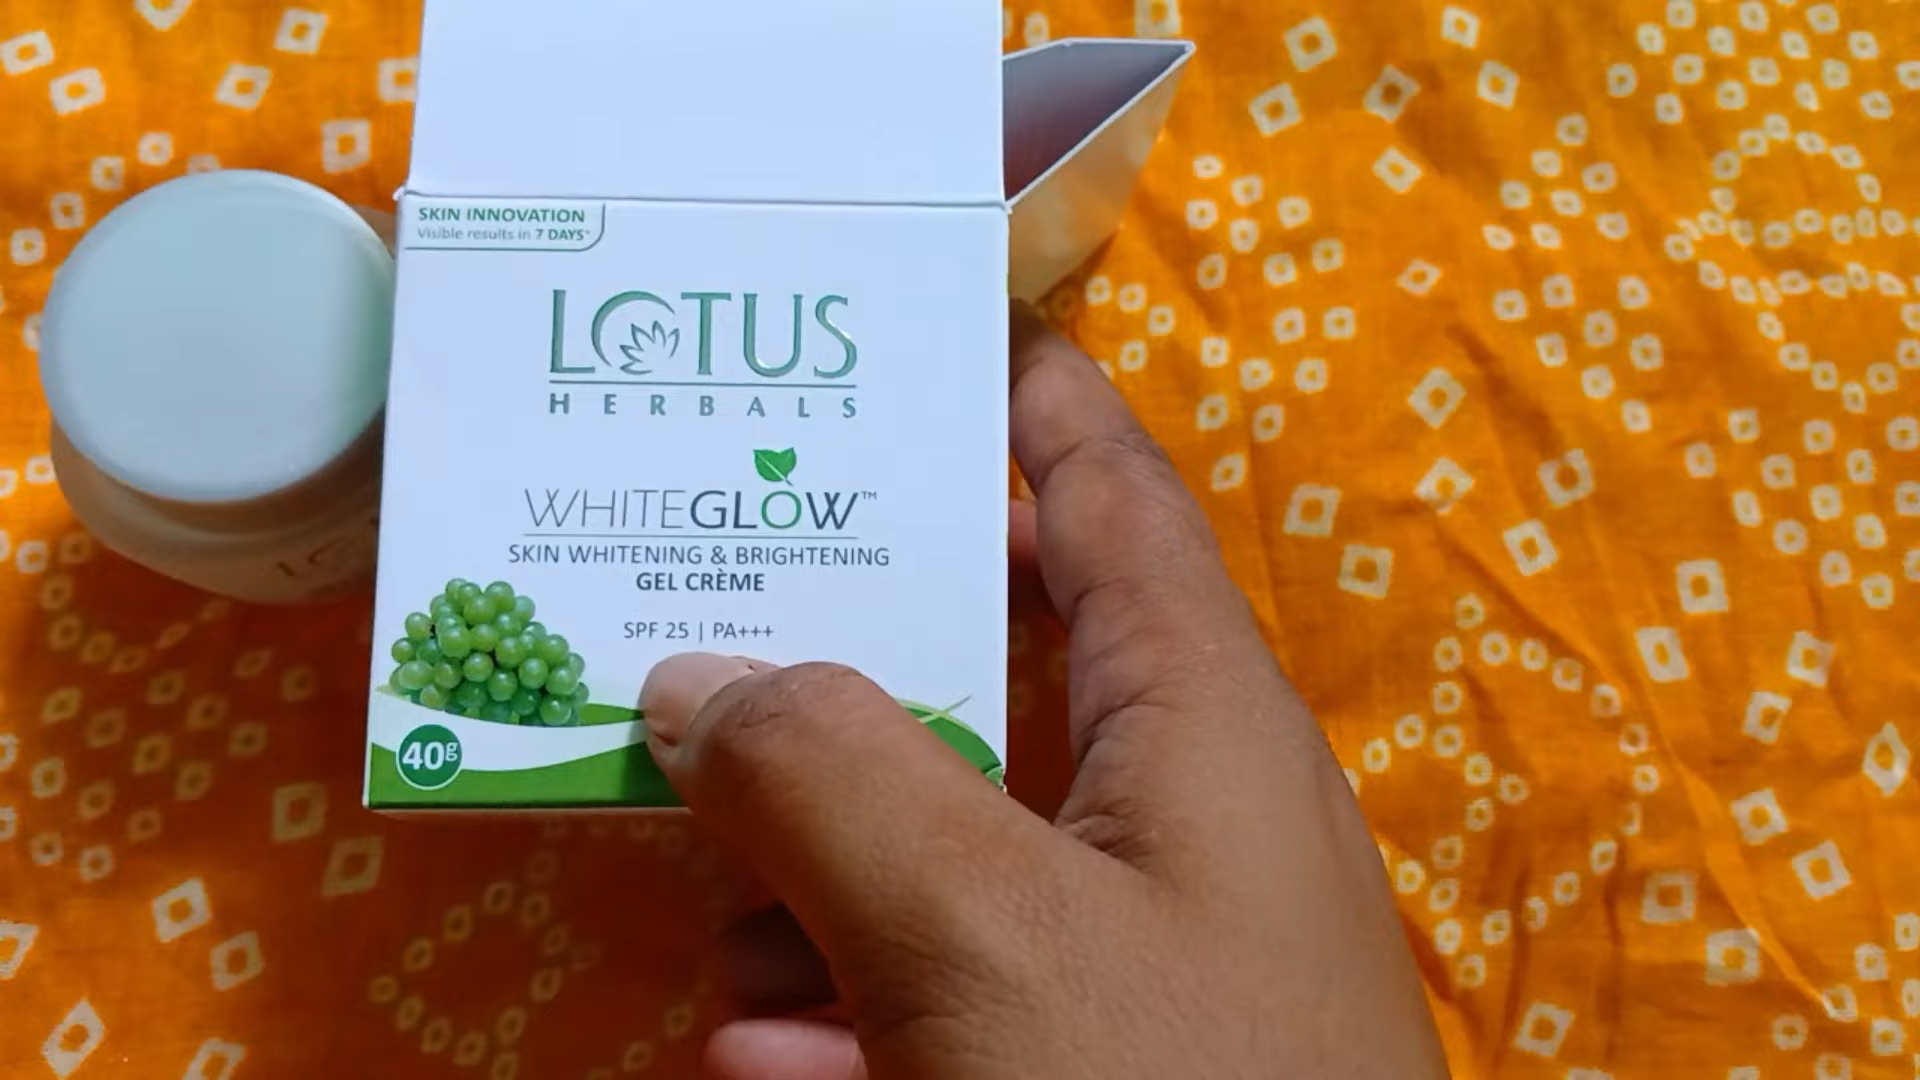 SKIN INNOVATION
Visible results in 7 DAYS*
LOTUS
HERBALS
WHITEGLOW™
SKIN WHITENING & BRIGHTENING
GEL CRÈME
SPF 25 | PA+++
40g